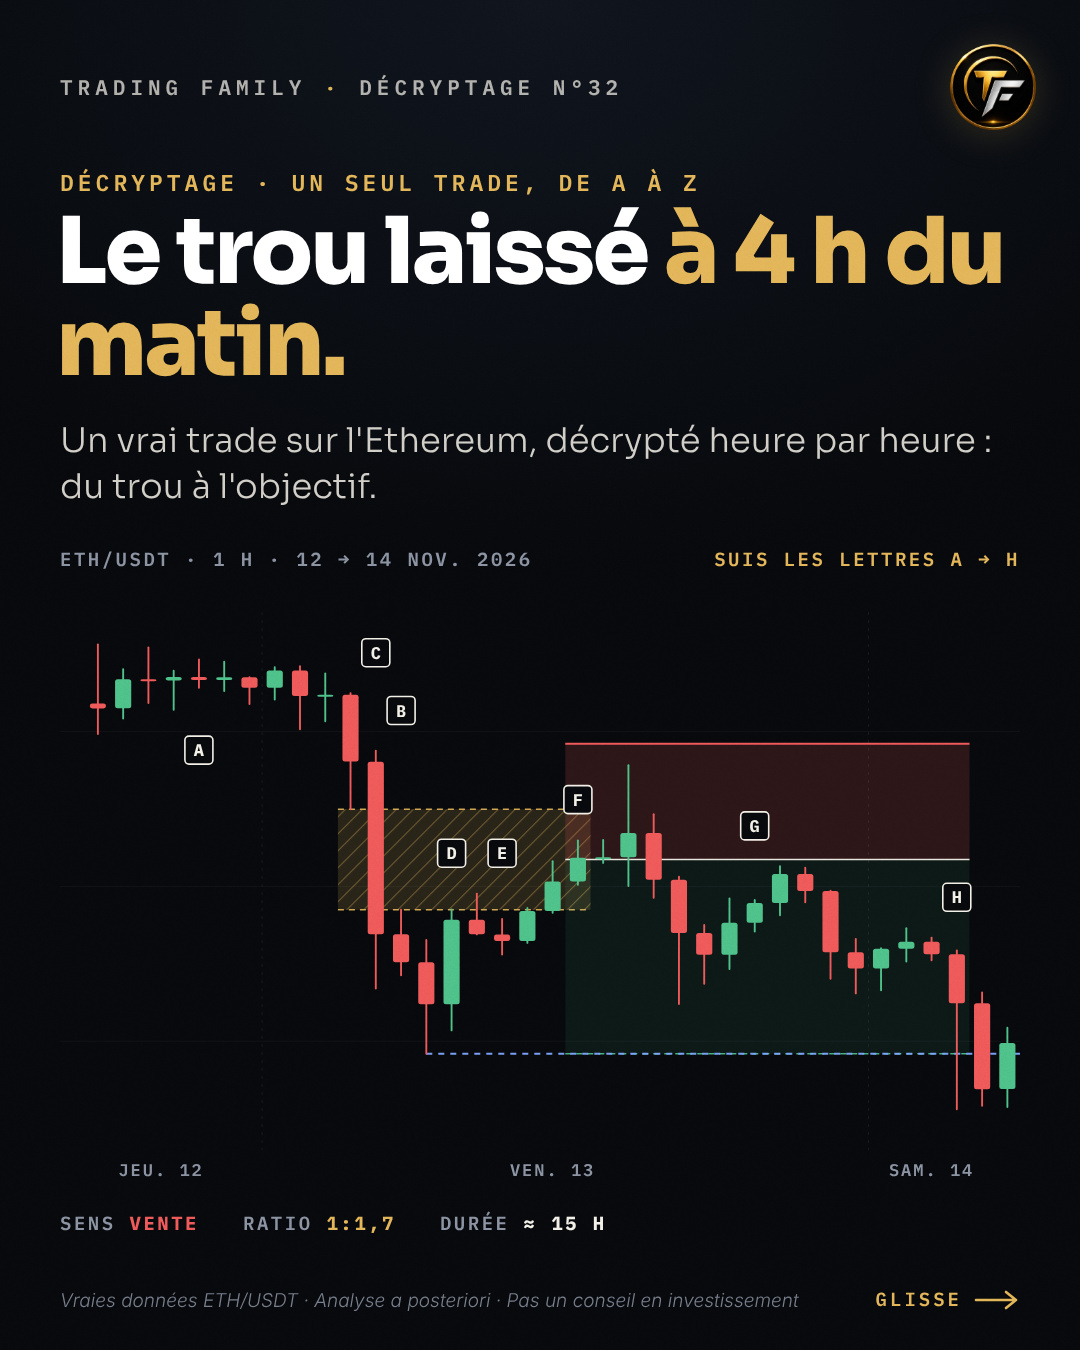 TRADING FAMILY · DÉCRYPTAGE N°32
TF
DÉCRYPTAGE · UN SEUL TRADE, DE A À Z
Le trou laissé à 4 h du
matin.
Un vrai trade sur l'Ethereum, décrypté heure par heure :
du trou à l'objectif.
ETH/USDT · 1 H · 12 → 14 NOV. 2026
SUIS LES LETTRES A → H
C
B
A
F
G
D
E
H
JEU. 12
VEN. 13
SAM. 14
SENS VENTE
RATIO 1:1,7
DURÉE ≈ 15 H
Vraies données ETH/USDT · Analyse a posteriori · Pas un conseil en investissement
GLISSE →